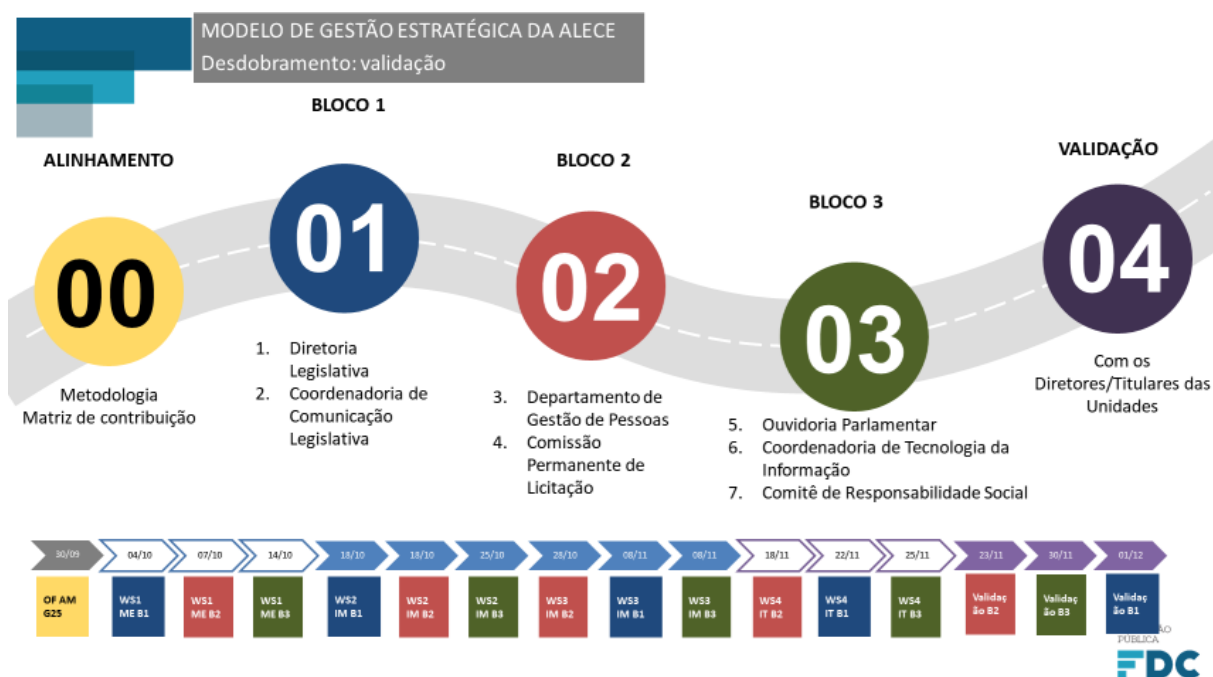 MODELO DE GESTÃO ESTRATÉGICA DA ALECE
Desdobramento: validação
BLOCO 1
ALINHAMENTO
BLOCO 2
VALIDAÇÃO
BLOCO 3
00
01
02
03
04
Metodologia
Matriz de contribuição
1. Diretoria
Legislativa
2. Coordenadoria de
Comunicação
Legislativa
3. Departamento de
Gestão de Pessoas
4. Comissão
Permanente de
Licitação
5. Ouvidoria Parlamentar
6. Coordenadoria de Tecnologia da
Informação
7. Comitê de Responsabilidade Social
Com os
Diretores/Titulares das
Unidades
30/09 04/10 07/10 14/10 18/10 18/10 25/10 28/10 08/11 08/11 18/11 22/11 25/11 23/11 30/11 01/12
OF AM
G25
WS1
ME B1
WS1
ME B2
WS1
ME B3
WS2
IM B1
WS2
IM B2
WS2
IM B3
WS3
IM B2
WS3
IM B1
WS3
IM B3
WS4
IT B2
WS4
IT B1
WS4
IT B3
Validaç
ão B2
Validaç
ão B3
Validaç
ão B1
PÚBLICA
FDC